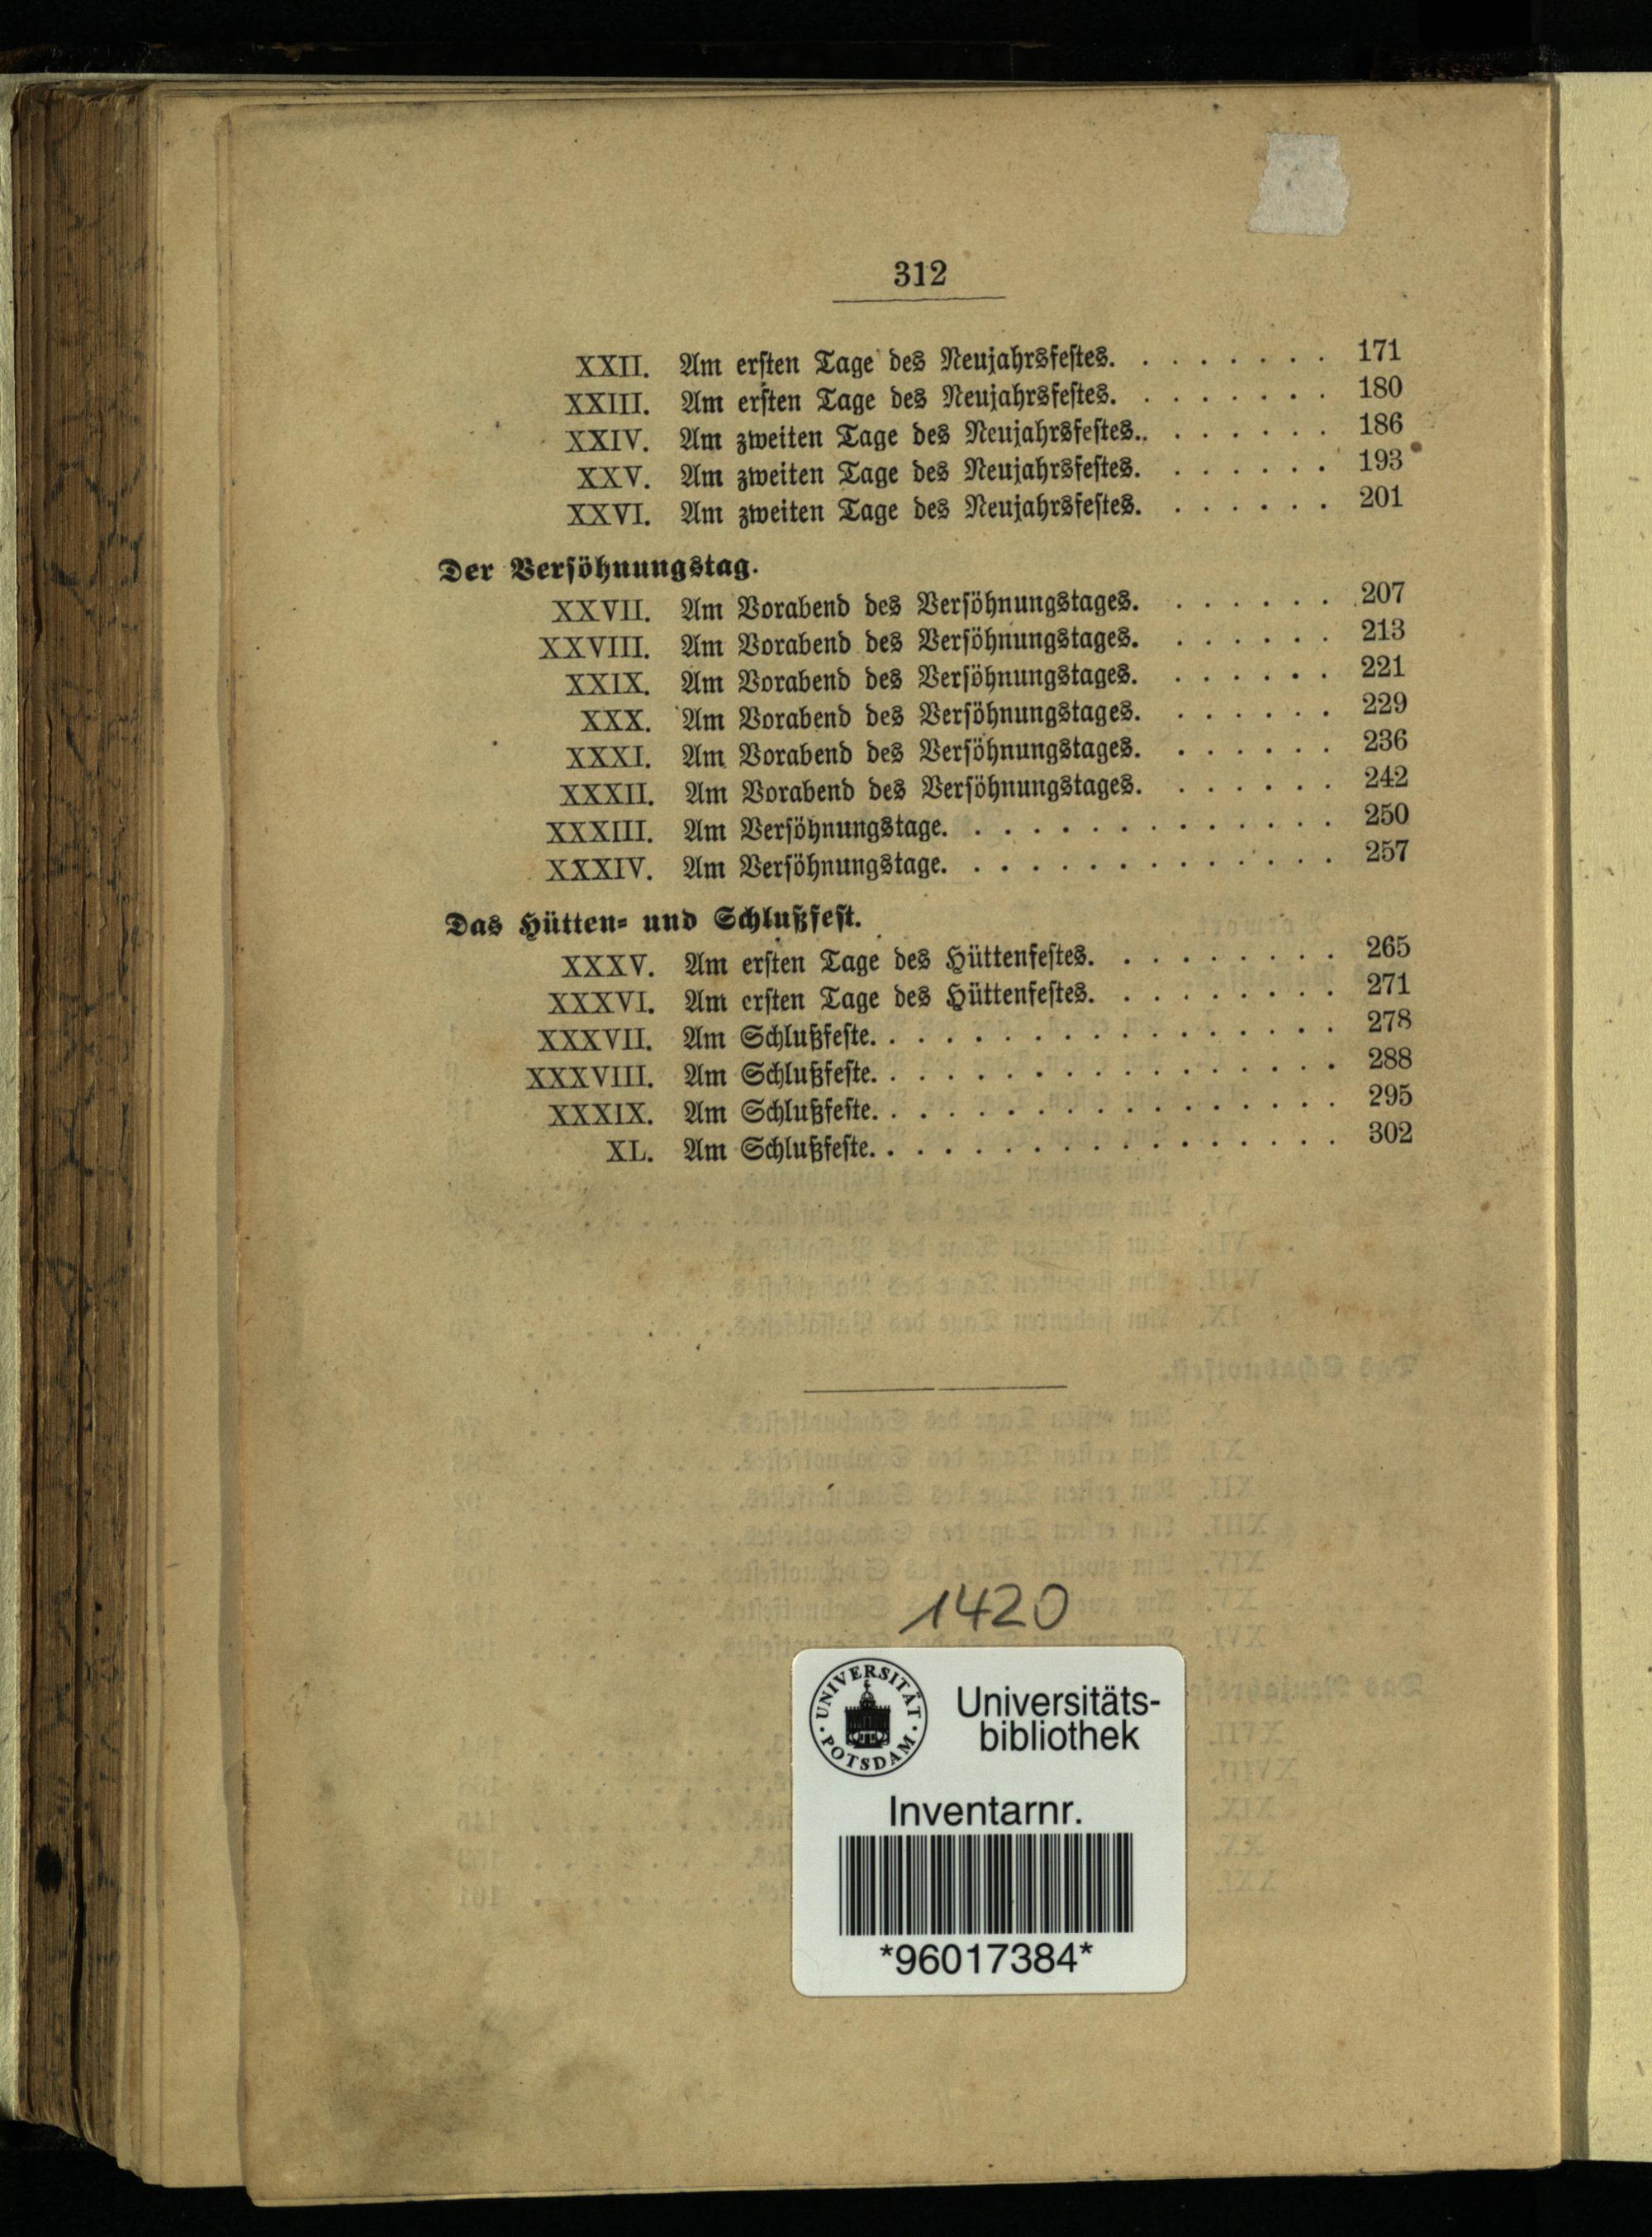 312
XXII. Am ersten Tage des Neujahrsfestes. . . . . . . . 171
XXIII. Am ersten Tage des Neujahrsfestes. . . . . . . . 180
XXIV. Am zweiten Tage des Neujahrsfestes.. . . . . . . 186
XXV. Am zweiten Tage des Neujahrsfestes. . . . . . . 193
XXVI. Am zweiten Tage des Neujahrsfestes. . . . . . . 201
Der Versöhnungstag.
XXVII. Am Vorabend des Versöhnungstages. . . . . . . 207
XXVIII. Am Vorabend des Versöhnungstages. . . . . . . 213
XXIX. Am Vorabend des Versöhnungstages. . . . . . . 221
XXX. Am Vorabend des Versöhnungstages. . . . . . . 229
XXXI. Am Vorabend des Versöhnungstages. . . . . . . 236
XXXII. Am Vorabend des Versöhnungstages. . . . . . . 242
XXXIII. Am Versöhnungstage. . . . . . . . . . . . . . 250
XXXIV. Am Versöhnungstage. . . . . . . . . . . . . . 257
Das Hütten- und Schlußfest.
XXXV. Am ersten Tage des Hüttenfestes. . . . . . . . . 265
XXXVI. Am ersten Tage des Hüttenfestes. . . . . . . . . 271
XXXVII. Am Schlußfeste. . . . . . . . . . . . . . . . . 278
XXXVIII. Am Schlußfeste. . . . . . . . . . . . . . . . . 288
XXXIX. Am Schlußfeste. . . . . . . . . . . . . . . . . 295
XL. Am Schlußfeste. . . . . . . . . . . . . . . . . 302
1420
UNIVERSITÄT · POTSDAM ·
Universitäts-
bibliothek
Inventarnr.
*96017384*